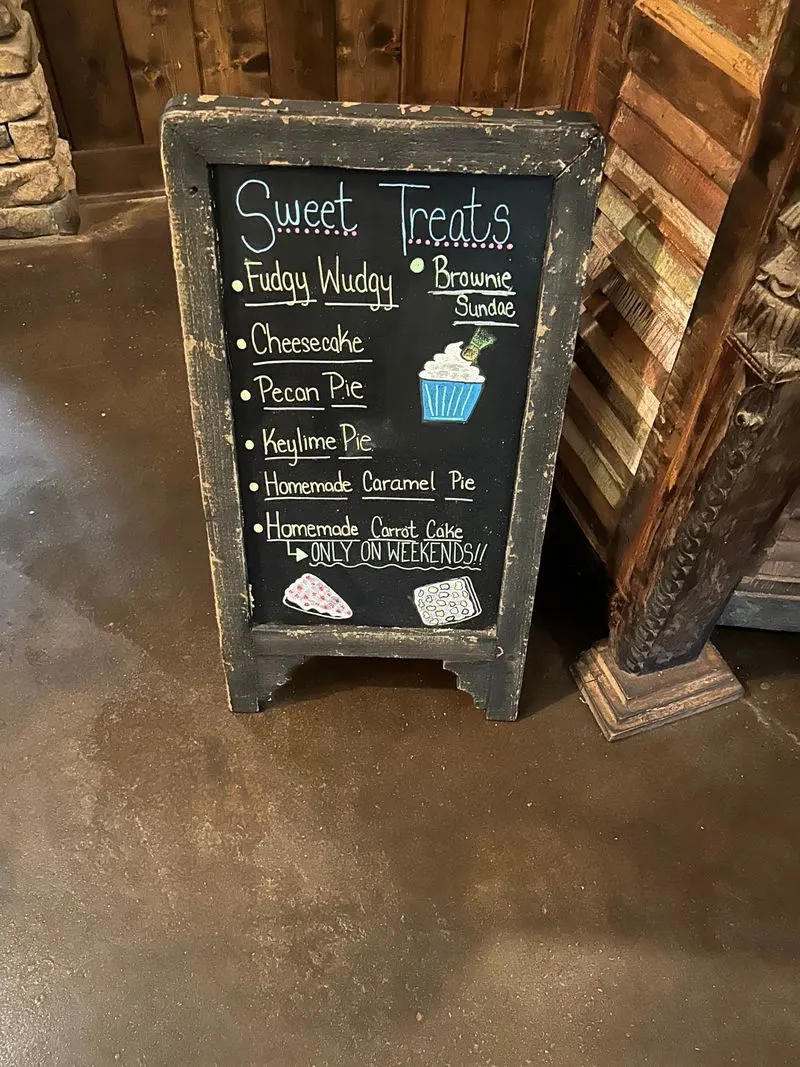 Sweet Treats
• Fudgy Wudgy
• Brownie
Sundae
• Cheesecake
• Pecan Pie
• Keylime Pie
• Homemade Caramel Pie
• Homemade Carrot Cake
ONLY ON WEEKENDS!!